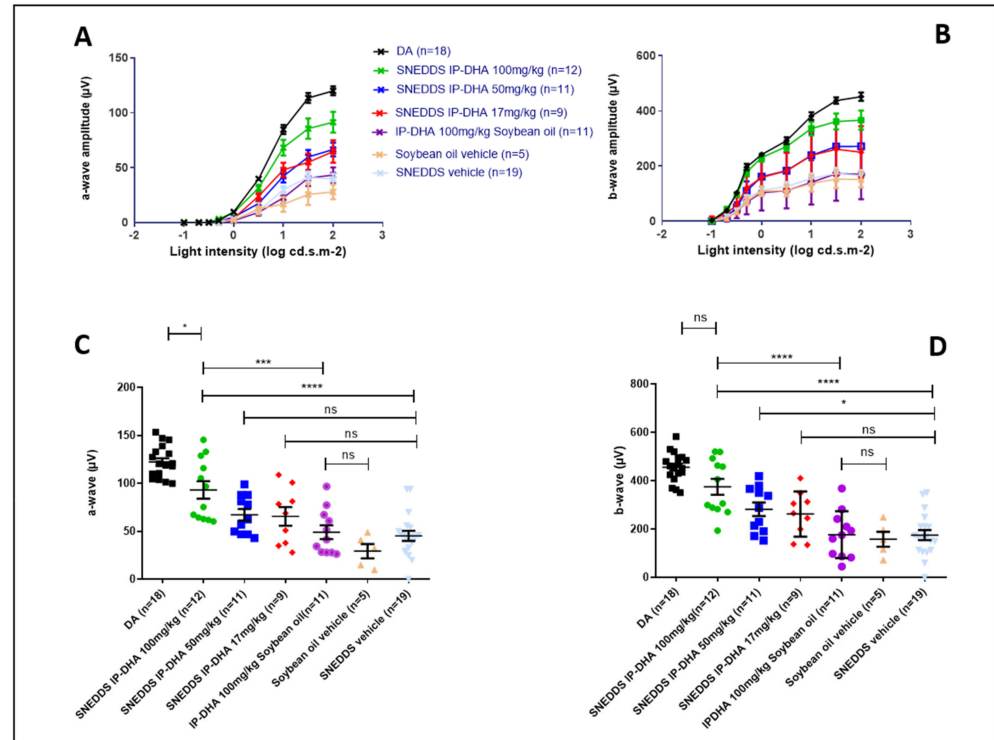 A
a-wave amplitude (µV)
150
100
50
0
-2
-1
0
1
2
3
Light intensity (log cd.s.m-2)
DA (n=18)
SNEDDS IP-DHA 100mg/kg (n=12)
SNEDDS IP-DHA 50mg/kg (n=11)
SNEDDS IP-DHA 17mg/kg (n=9)
IP-DHA 100mg/kg Soybean oil (n=11)
Soybean oil vehicle (n=5)
SNEDDS vehicle (n=19)
B
b-wave amplitude (µV)
600
400
200
0
-2
-1
0
1
2
3
Light intensity (log cd.s.m-2)
C
*
***
****
ns
ns
ns
a-wave (µV)
200
150
100
50
0
DA (n=18)
SNEDDS IP-DHA 100mg/kg (n=12)
SNEDDS IP-DHA 50mg/kg (n=11)
SNEDDS IP-DHA 17mg/kg (n=9)
IP-DHA 100mg/kg Soybean oil (n=11)
Soybean oil vehicle (n=5)
SNEDDS vehicle (n=19)
D
ns
****
****
*
ns
ns
b-wave (µV)
800
600
400
200
0
DA (n=18)
SNEDDS IP-DHA 100mg/kg(n=12)
SNEDDS IP-DHA 50mg/kg (n=11)
SNEDDS IP-DHA 17mg/kg (n=9)
IPDHA 100mg/kg Soybean oil( n=11)
Soybean oil vehicle (n=5)
SNEDDS vehicle (n=19)